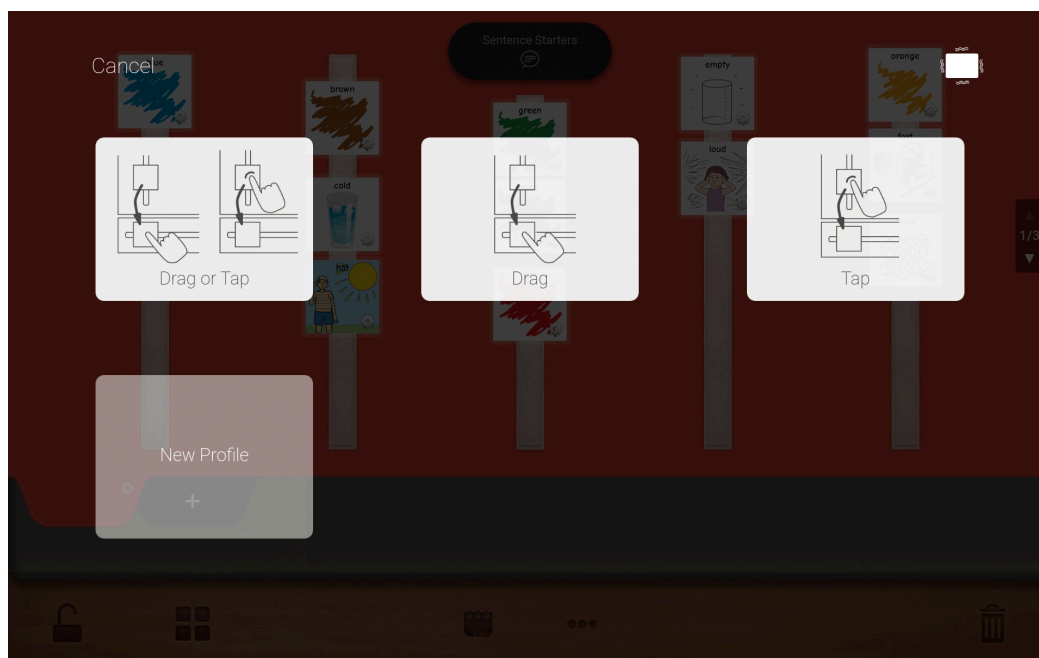 Sentence Starters
Cancel
brown
green
empty
orange
loud
cold
1/3
Drag or Tap
Drag
Tap
hot
New Profile